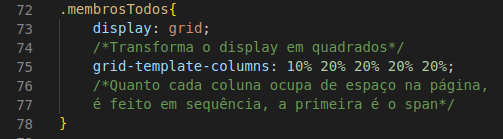 72 .membrosTodos{
73 display: grid;
74 /*Transforma o display em quadrados*/
75 grid-template-columns: 10% 20% 20% 20% 20%;
76 /*Quanto cada coluna ocupa de espaço na página,
77 é feito em sequência, a primeira é o span*/
78 }